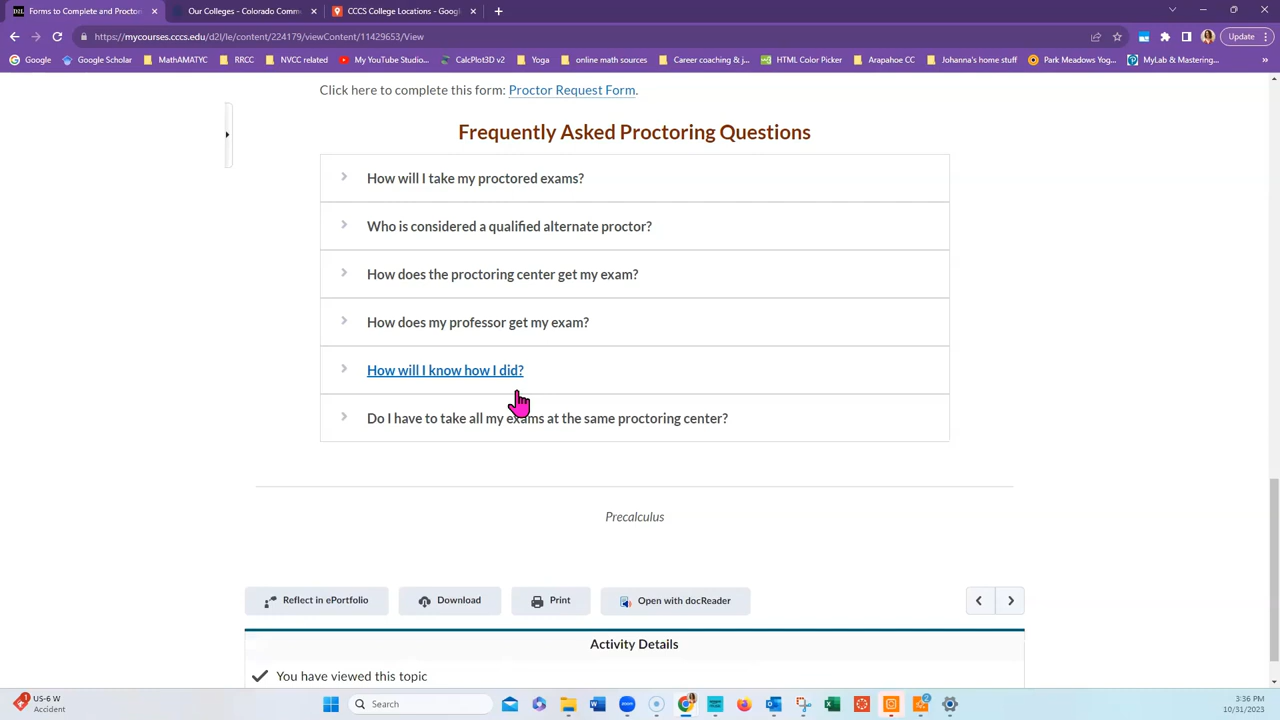 Forms to Complete and Proctor
Our Colleges - Colorado Comm
CCCS College Locations - Goog
https://mycourses.cccs.edu/d2l/le/content/224179/viewContent/11429653/View
Update
Google
Google Scholar
MathAMATYC
RRCC
NVCC related
My YouTube Studio...
CalcPlot3D v2
Yoga
online math sources
Career coaching & j...
HTML Color Picker
Arapahoe CC
Johanna's home stuff
Park Meadows Yog...
MyLab & Mastering...
Click here to complete this form: Proctor Request Form.
Frequently Asked Proctoring Questions
How will I take my proctored exams?
Who is considered a qualified alternate proctor?
How does the proctoring center get my exam?
How does my professor get my exam?
How will I know how I did?
Do I have to take all my exams at the same proctoring center?
Precalculus
Reflect in ePortfolio
Download
Print
Open with docReader
Activity Details
You have viewed this topic
US-6 W
Accident
Search
3:36 PM
10/31/2023